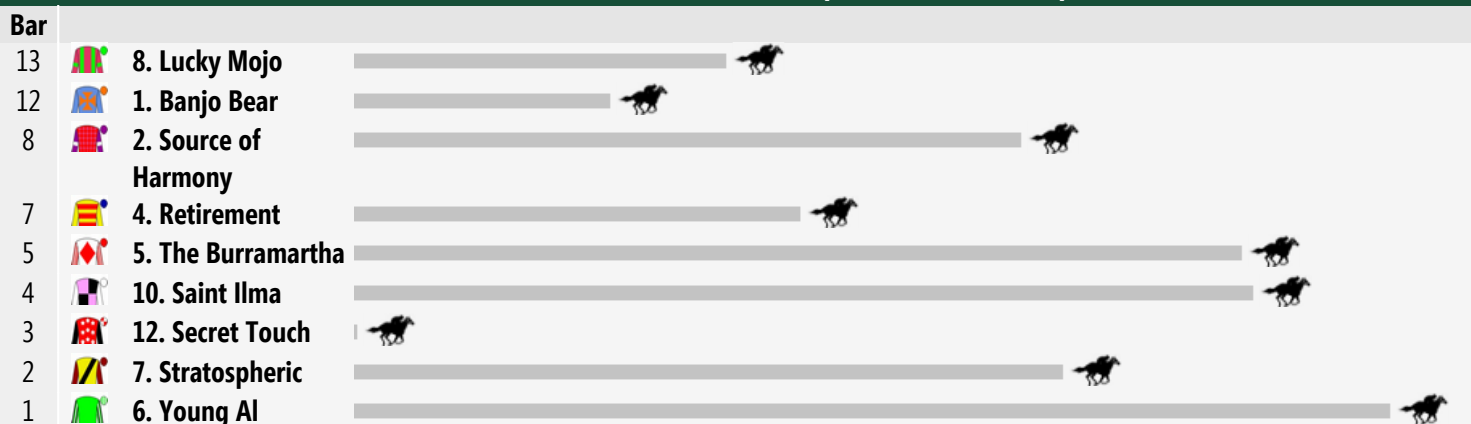 Bar
13 8. Lucky Mojo
12 1. Banjo Bear
8 2. Source of
Harmony
7 4. Retirement
5 5. The Burramartha
4 10. Saint Ilma
3 12. Secret Touch
2 7. Stratospheric
1 6. Young Al